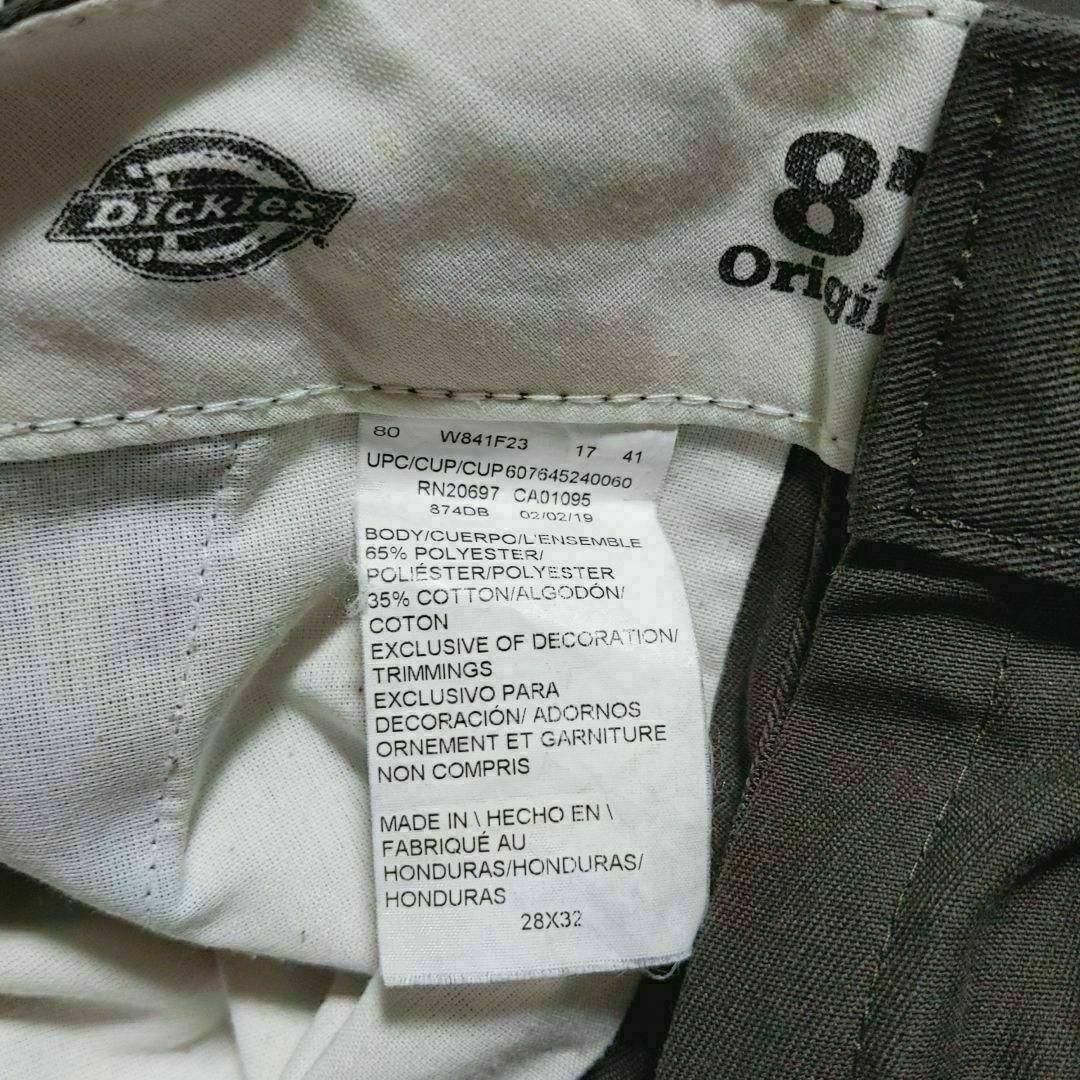 Dickies
8
Origi
80 W841F23 17 41
UPC/CUP/CUP607645240060
RN20697 CA01095
874DB 02/02/19
BODY/CUERPO/L'ENSEMBLE
65% POLYESTER/
POLIÉSTER/POLYESTER
35% COTTON/ALGODÓN/
COTON
EXCLUSIVE OF DECORATION/
TRIMMINGS
EXCLUSIVO PARA
DECORACIÓN/ ADORNOS
ORNEMENT ET GARNITURE
NON COMPRIS
MADE IN \ HECHO EN \
FABRIQUÉ AU
HONDURAS/HONDURAS/
HONDURAS
28X32